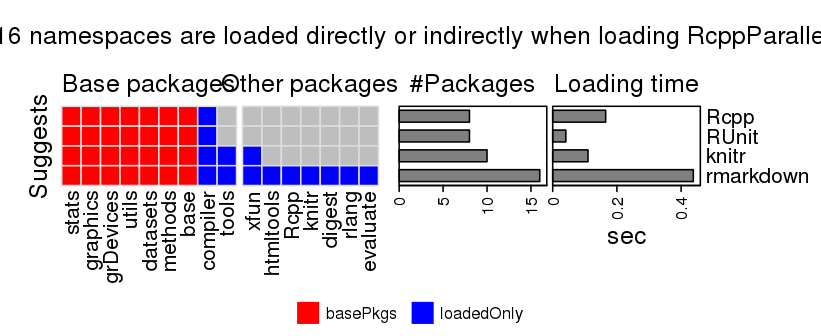 16 namespaces are loaded directly or indirectly when loading RcppParalle
Base packages Other packages #Packages Loading time
Suggests
Rcpp
RUnit
knitr
rmarkdown
stats graphics grDevices utils datasets methods base compiler tools xfun htmltools Rcpp knitr digest rlang evaluate
0 5 10 15 0 0.2 0.4
sec
basePkgs loadedOnly